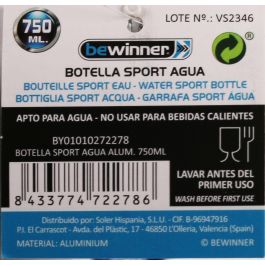 750
ML.
LOTE Nº.: VS2346
bewinner
BOTELLA SPORT AGUA
BOUTEILLE SPORT EAU - WATER SPORT BOTTLE
BOTTIGLIA SPORT ACQUA - GARRAFA SPORT ÁGUA
APTO PARA AGUA - NO USAR PARA BEBIDAS CALIENTES
BY01010272278
BOTELLA SPORT AGUA ALUM. 750ML
8 433774 722786
LAVAR ANTES DEL
PRIMER USO
WASH BEFORE FIRST USE
Distribuido por: Soler Hispania, S.L.U. - CIF. B-96947916
P.I. El Carrascot - Avda. del Plàstic, 17 - 46850 L'Olleria, Valencia (Spain)
MATERIAL: ALUMINIUM
© BEWINNER